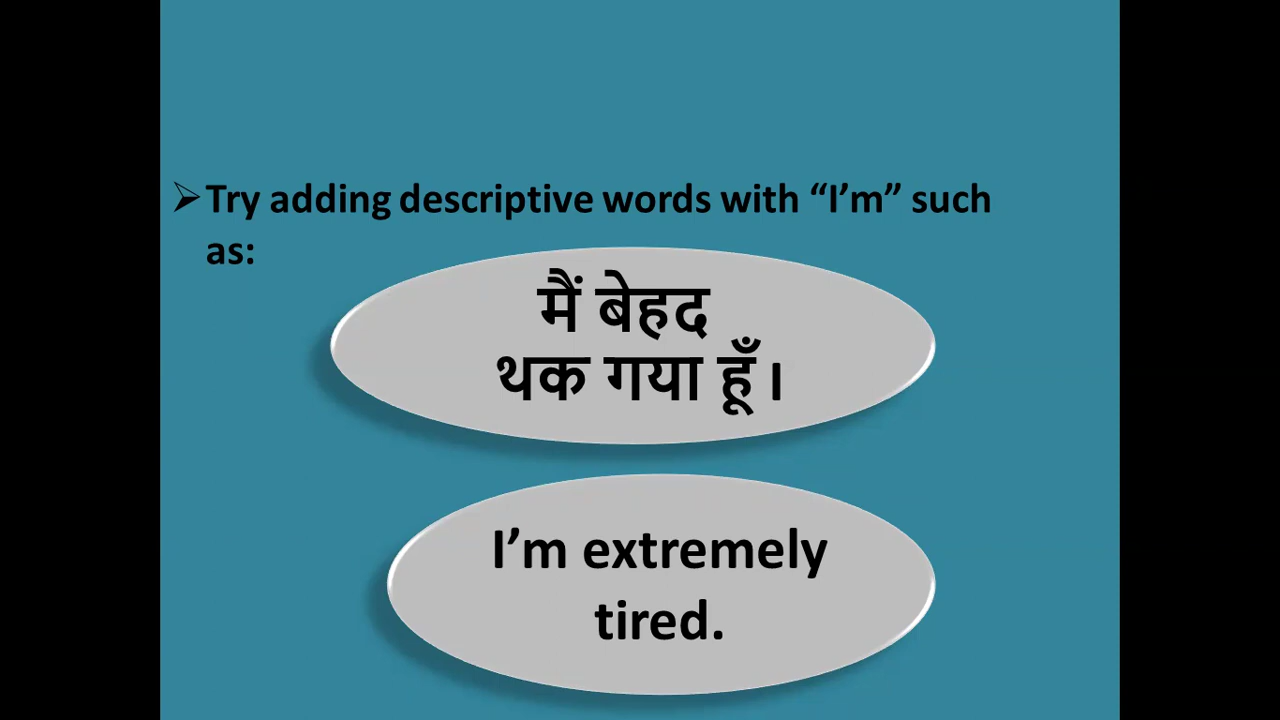 ➢Try adding descriptive words with “I’m” such
as:
मैं बेहद
थक गया हूँ।
I’m extremely
tired.